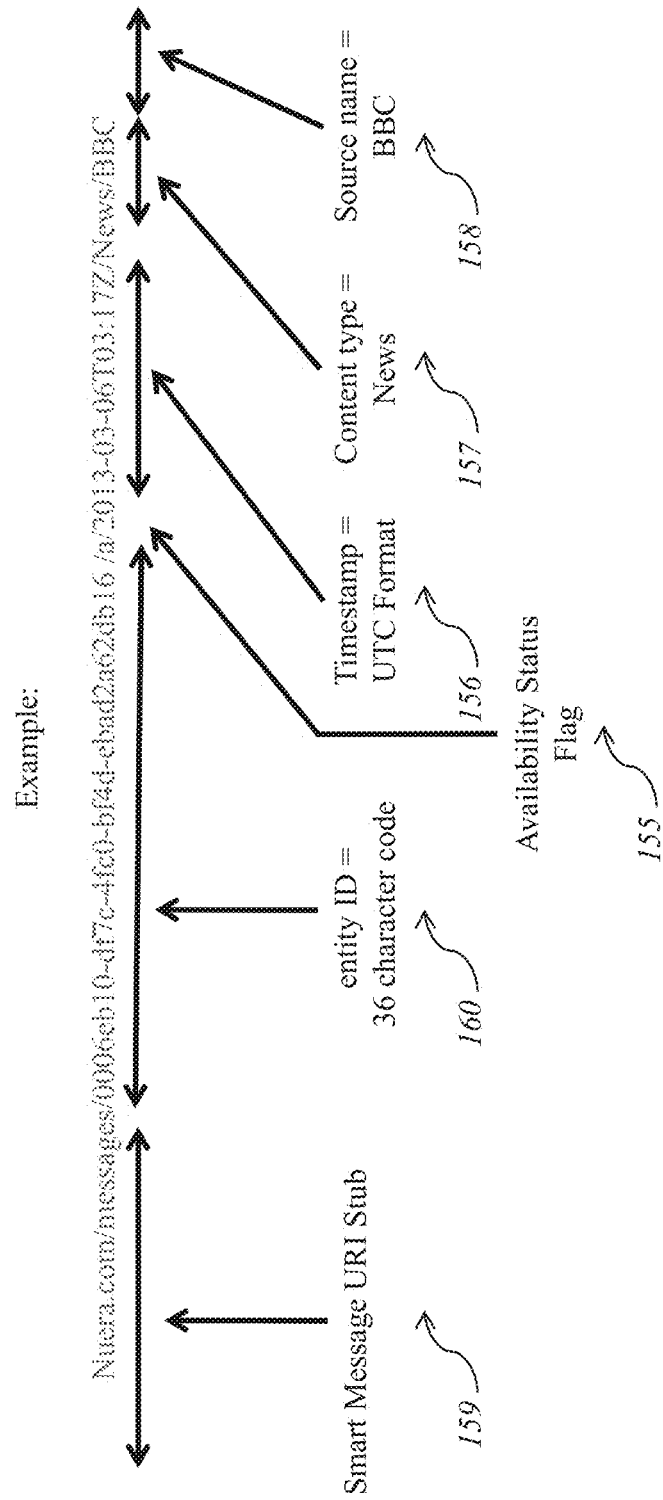 Example:
Nuera.com/messages/0006eb10-df7c-4fc0-bf4d-ebad2a62db16 /a/2013-03-06T03:17Z/News/BBC
Smart Message URI Stub
159
entity ID =
36 character code
160
Availability Status
Flag
155
Timestamp =
UTC Format
156
Content type =
News
157
Source name =
BBC
158